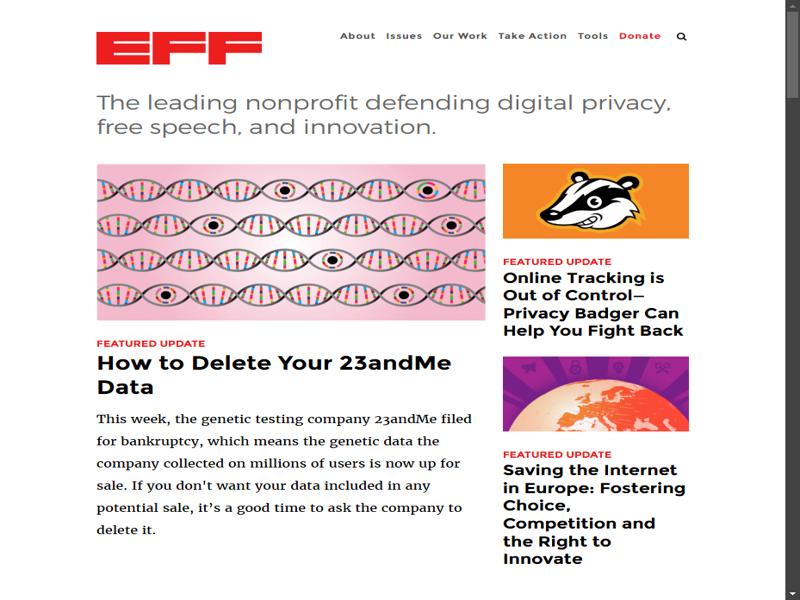 EFF
About Issues Our Work Take Action Tools Donate
The leading nonprofit defending digital privacy,
free speech, and innovation.
FEATURED UPDATE
How to Delete Your 23andMe
Data
This week, the genetic testing company 23andMe filed
for bankruptcy, which means the genetic data the
company collected on millions of users is now up for
sale. If you don't want your data included in any
potential sale, it’s a good time to ask the company to
delete it.
FEATURED UPDATE
Online Tracking is
Out of Control—
Privacy Badger Can
Help You Fight Back
FEATURED UPDATE
Saving the Internet
in Europe: Fostering
Choice,
Competition and
the Right to
Innovate